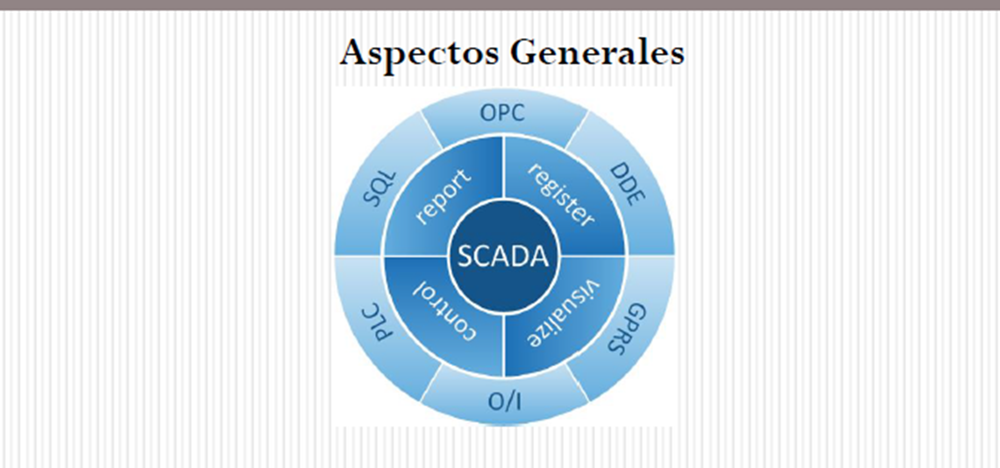 Aspectos Generales
OPC
SQL
DDE
report
register
SCADA
control
visualize
PLC
GPRS
O/I